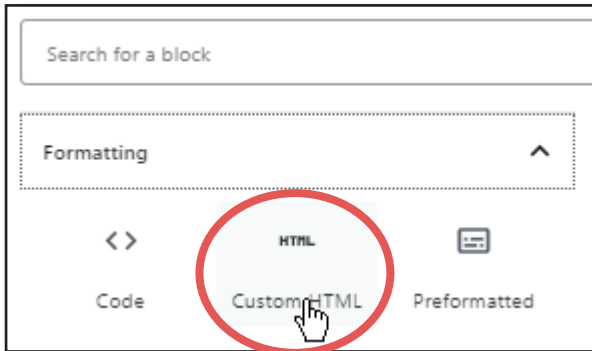 Search for a block
Formatting
HTML
Code
Custom HTML
Preformatted